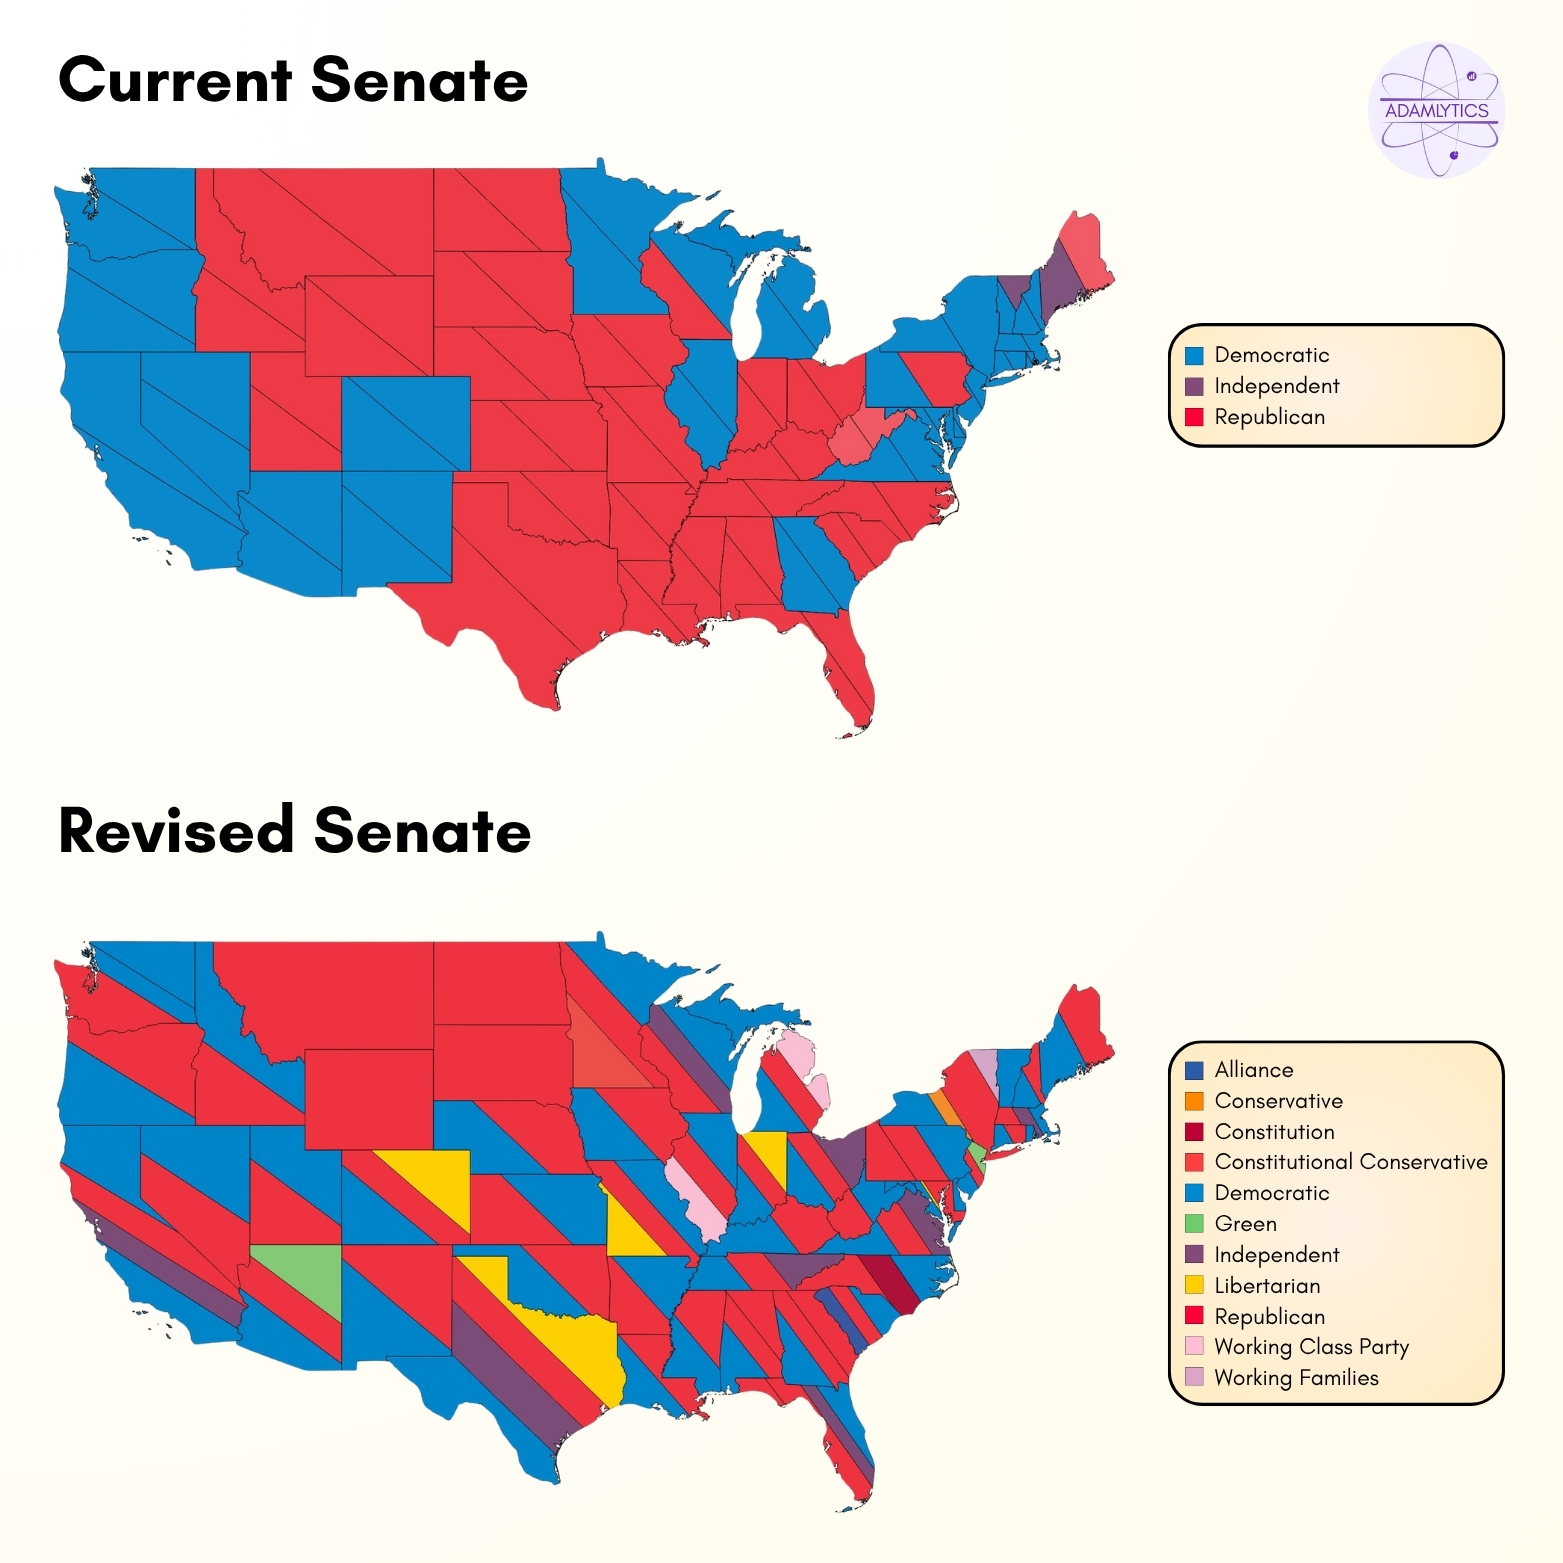 Current Senate
ADAMLYTICS
Democratic
Independent
Republican
Revised Senate
Alliance
Conservative
Constitution
Constitutional Conservative
Democratic
Green
Independent
Libertarian
Republican
Working Class Party
Working Families